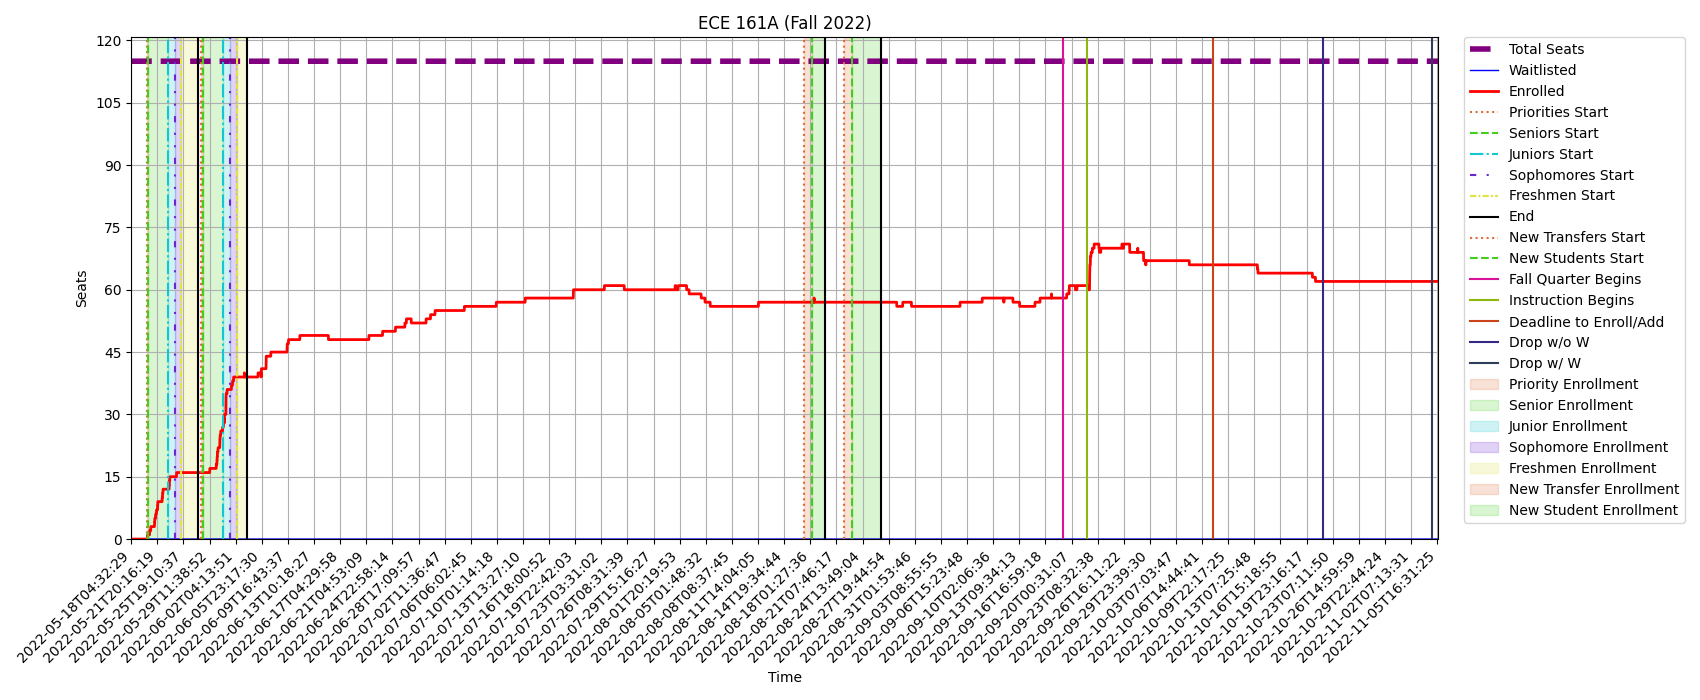 ECE 161A (Fall 2022)
120
105
90
75
60
45
30
15
0
Seats
2022-05-18T04:32:29
2022-05-21T20:16:19
2022-05-25T19:10:37
2022-05-29T11:38:52
2022-06-02T04:13:51
2022-06-05T23:17:30
2022-06-09T16:43:37
2022-06-13T10:18:27
2022-06-17T04:29:58
2022-06-21T04:53:09
2022-06-24T22:58:14
2022-06-28T17:09:57
2022-07-02T11:36:47
2022-07-06T06:02:45
2022-07-10T01:14:18
2022-07-13T13:27:10
2022-07-16T18:00:52
2022-07-19T22:42:03
2022-07-23T03:31:02
2022-07-26T08:31:39
2022-07-29T15:16:27
2022-08-01T20:19:53
2022-08-05T01:48:32
2022-08-08T08:37:45
2022-08-11T14:04:05
2022-08-14T19:34:44
2022-08-18T01:27:36
2022-08-21T07:46:17
2022-08-24T13:49:04
2022-08-27T19:44:54
2022-08-31T01:53:46
2022-09-03T08:55:55
2022-09-06T15:23:48
2022-09-10T02:06:36
2022-09-13T09:34:13
2022-09-16T16:59:18
2022-09-20T00:31:07
2022-09-23T08:32:38
2022-09-26T16:11:22
2022-09-29T23:39:30
2022-10-03T07:03:47
2022-10-06T14:44:41
2022-10-09T22:17:25
2022-10-13T07:25:48
2022-10-16T15:18:55
2022-10-19T23:16:17
2022-10-23T07:11:50
2022-10-26T14:59:59
2022-10-29T22:44:24
2022-11-02T07:13:31
2022-11-05T16:31:25
Time
Total Seats
Waitlisted
Enrolled
Priorities Start
Seniors Start
Juniors Start
Sophomores Start
Freshmen Start
End
New Transfers Start
New Students Start
Fall Quarter Begins
Instruction Begins
Deadline to Enroll/Add
Drop w/o W
Drop w/ W
Priority Enrollment
Senior Enrollment
Junior Enrollment
Sophomore Enrollment
Freshmen Enrollment
New Transfer Enrollment
New Student Enrollment